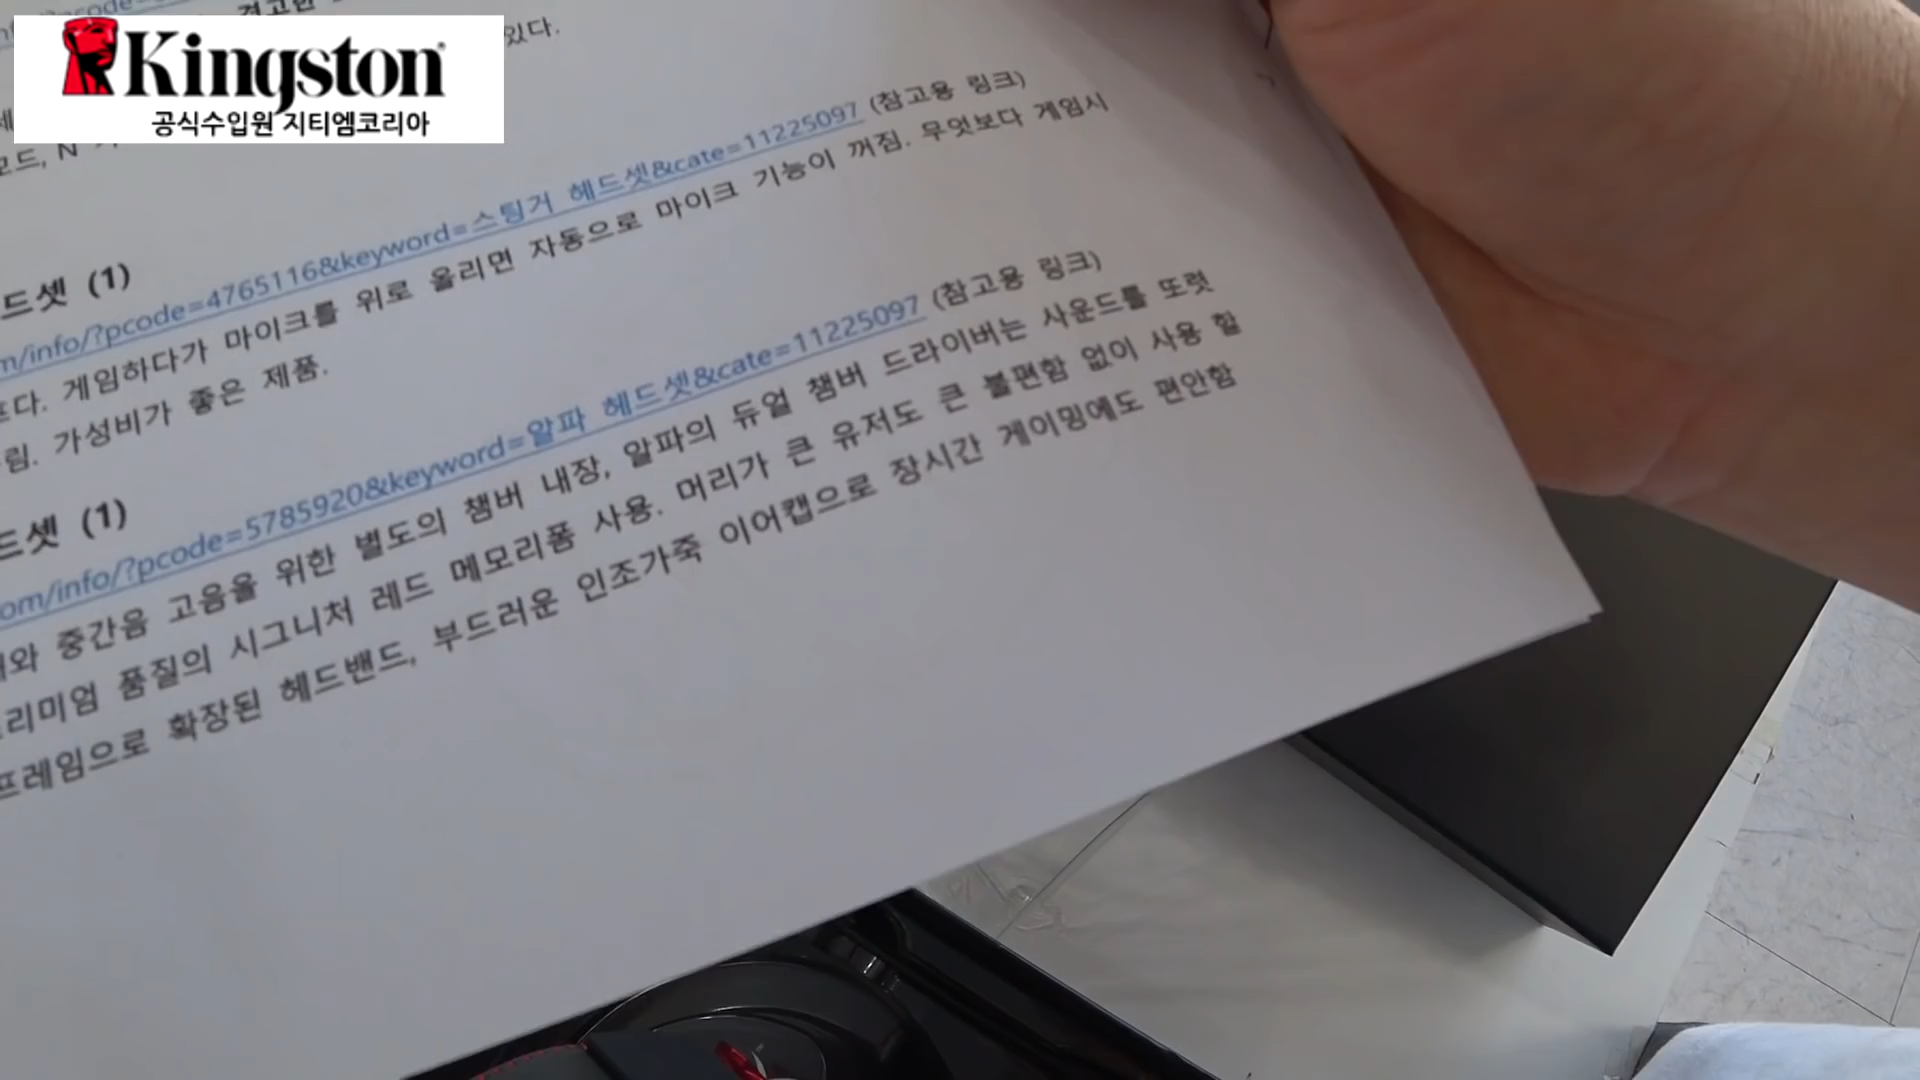 Kingston
공식수입원 지티엠코리아
있다.
드셋 (1)
m/info/?pcode=4765116&keyword=스팅거 헤드셋&cate=11225097 (참고용 링크)
게임하다가 마이크를 위로 올리면 자동으로 마이크 기능이 꺼짐. 무엇보다 게임시
가성비가 좋은 제품.
드셋 (1)
om/info/?pcode=5785920&keyword=알파 헤드셋&cate=11225097 (참고용 링크)
중간음 고음을 위한 별도의 챔버 내장, 알파의 듀얼 챔버 드라이버는 사운드를 또렷
리미엄 품질의 시그니처 레드 메모리폼 사용. 머리가 큰 유저도 큰 불편함 없이 사용 할
프레임으로 확장된 헤드밴드, 부드러운 인조가죽 이어캡으로 장시간 게이밍에도 편안함